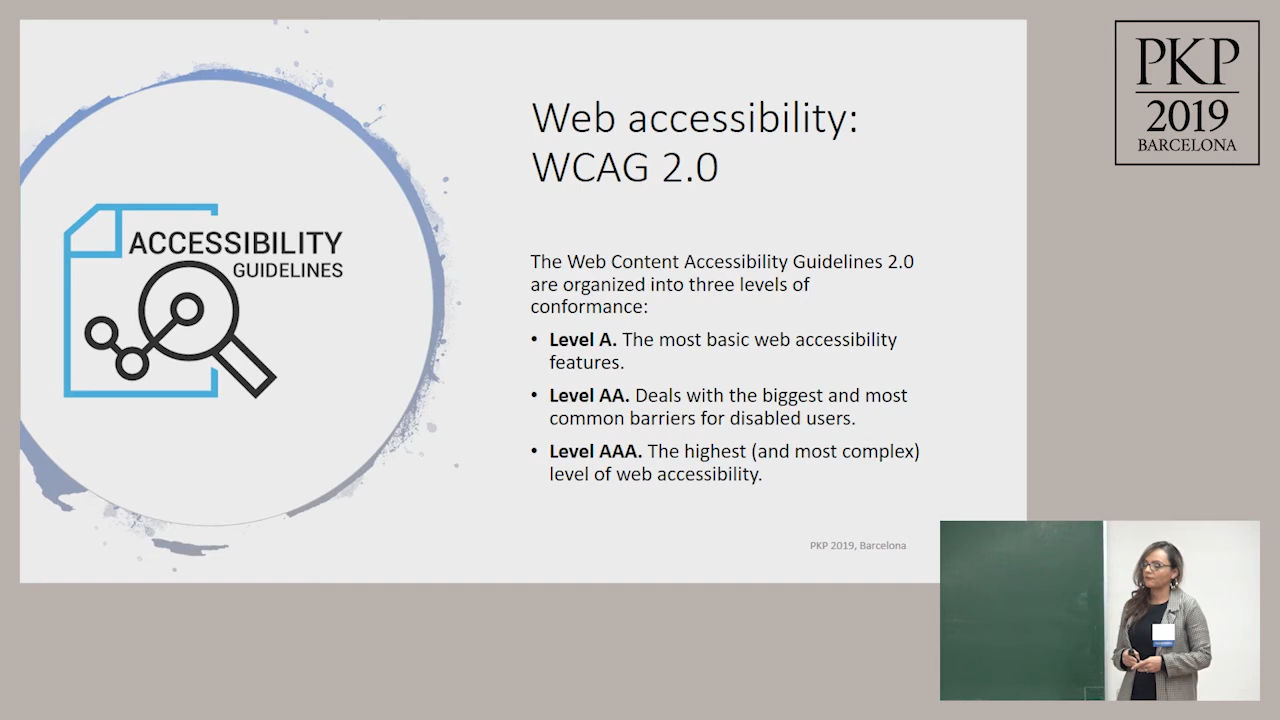 Web accessibility:
WCAG 2.0
ACCESSIBILITY
GUIDELINES
The Web Content Accessibility Guidelines 2.0
are organized into three levels of
conformance:
• Level A. The most basic web accessibility
features.
• Level AA. Deals with the biggest and most
common barriers for disabled users.
• Level AAA. The highest (and most complex)
level of web accessibility.
PKP 2019, Barcelona
PKP
2019
BARCELONA